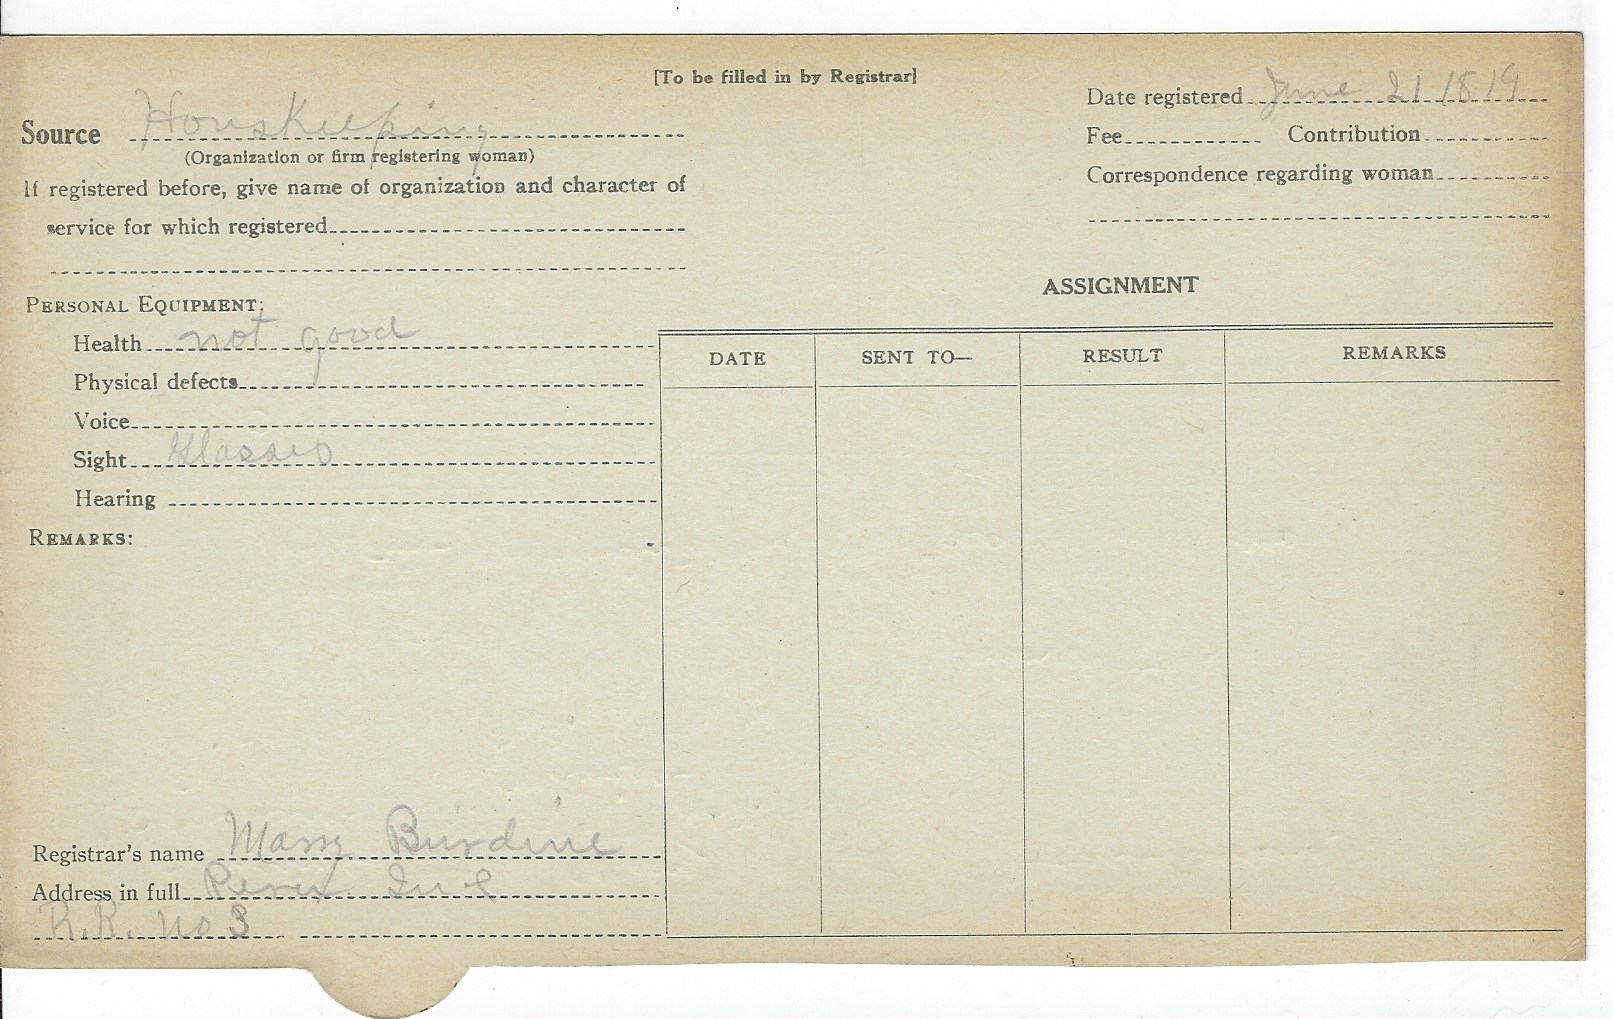 [To be filled in by Registrar]
Source Houskeeping
(Organization or firm registering woman)
If registered before, give name of organization and character of
service for which registered
Date registered June 21 1819
Fee Contribution
Correspondence regarding woman
PERSONAL EQUIPMENT:
Health not good
Physical defects
Voice
Sight Glasses
Hearing
REMARKS:
ASSIGNMENT
DATE SENT TO— RESULT REMARKS
Registrar's name Mary Burdine
Address in full Perux Ind
R.R. no 3